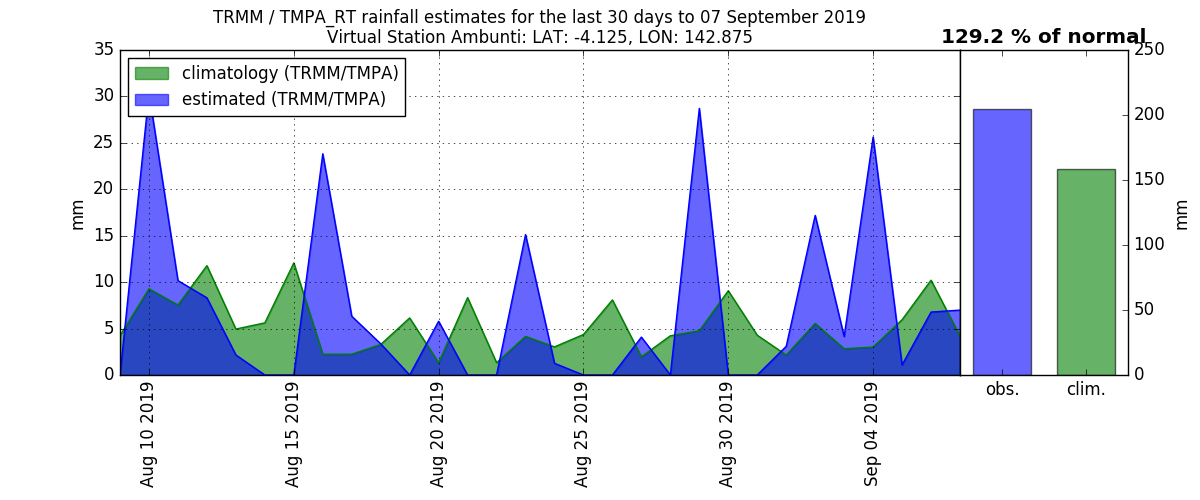 TRMM / TMPA_RT rainfall estimates for the last 30 days to 07 September 2019
Virtual Station Ambunti: LAT: -4.125, LON: 142.875
129.2 % of normal
climatology (TRMM/TMPA)
estimated (TRMM/TMPA)
35
30
25
20
15
10
5
0
mm
Aug 10 2019
Aug 15 2019
Aug 20 2019
Aug 25 2019
Aug 30 2019
Sep 04 2019
250
200
150
100
50
0
mm
obs.
clim.